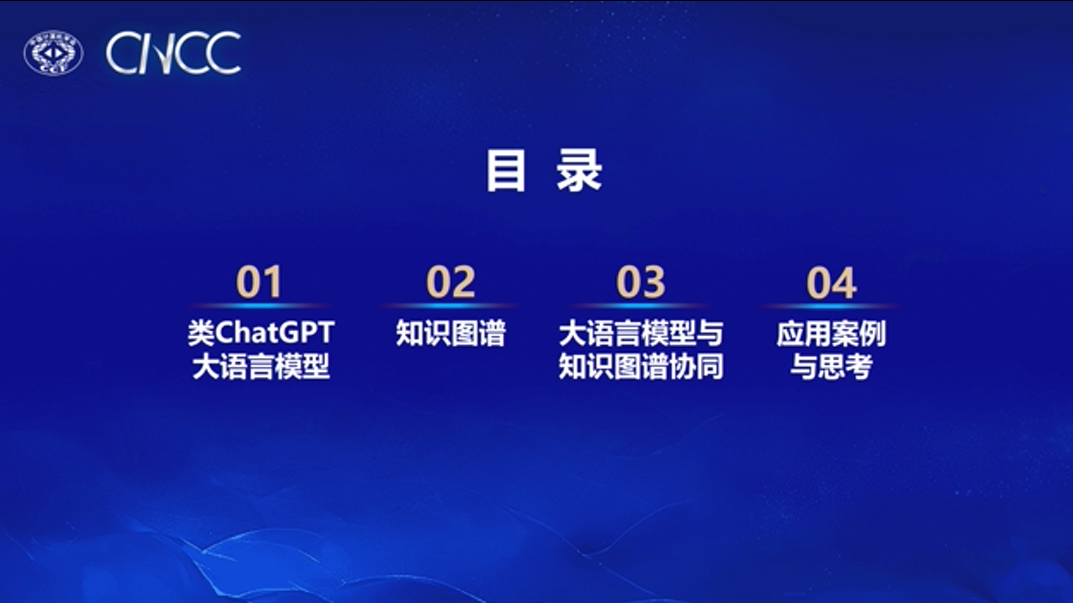 CNCC
目 录
01
类ChatGPT
大语言模型
02
知识图谱
03
大语言模型与
知识图谱协同
04
应用案例
与思考